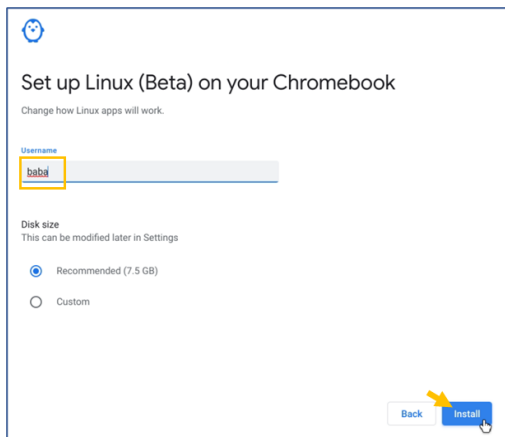 Set up Linux (Beta) on your Chromebook
Change how Linux apps will work.
Username
baba
Disk size
This can be modified later in Settings
Recommended (7.5 GB)
Custom
Back Install